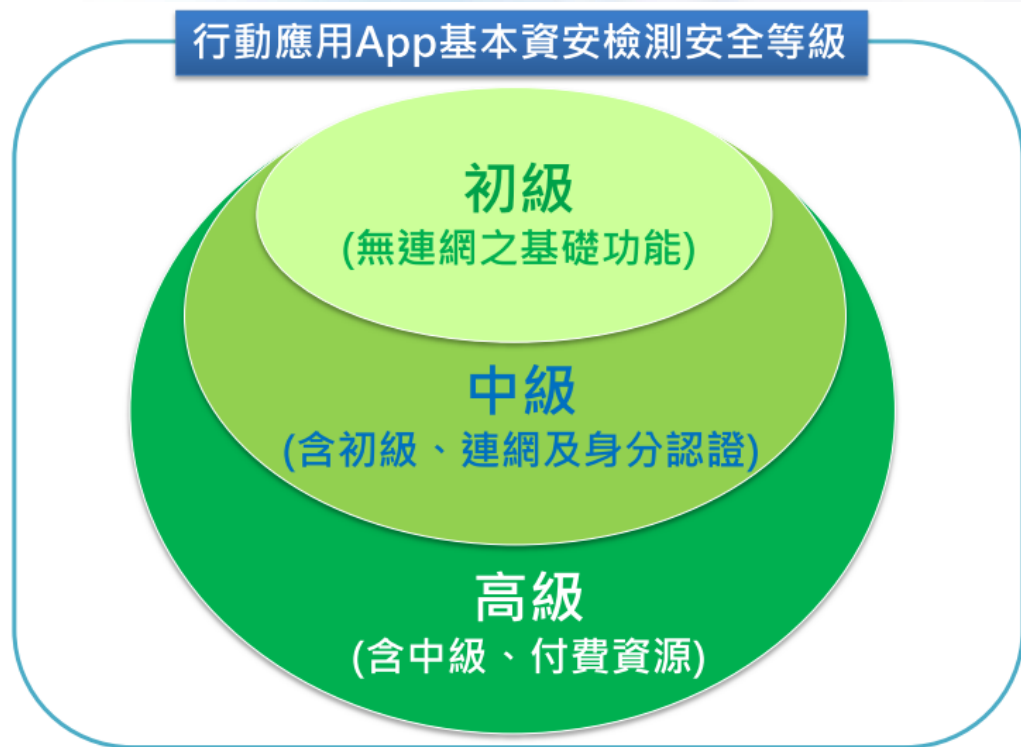 行動應用App基本資安檢測安全等級
初級
(無連網之基礎功能)
中級
(含初級、連網及身分認證)
高級
(含中級、付費資源)